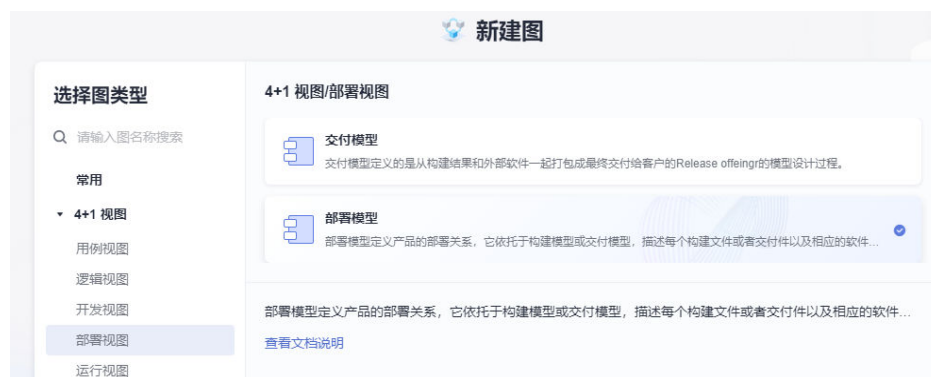 新建图
选择图类型
请输入图名称搜索
常用
4+1 视图
用例视图
逻辑视图
开发视图
部署视图
运行视图
4+1 视图/部署视图
交付模型
交付模型定义的是从构建结果和外部软件一起打包成最终交付给客户的Release offeingr的模型设计过程。
部署模型
部署模型定义产品的部署关系，它依托于构建模型或交付模型，描述每个构建文件或者交付件以及相应的软件...
部署模型定义产品的部署关系，它依托于构建模型或交付模型，描述每个构建文件或者交付件以及相应的软件...
查看文档说明